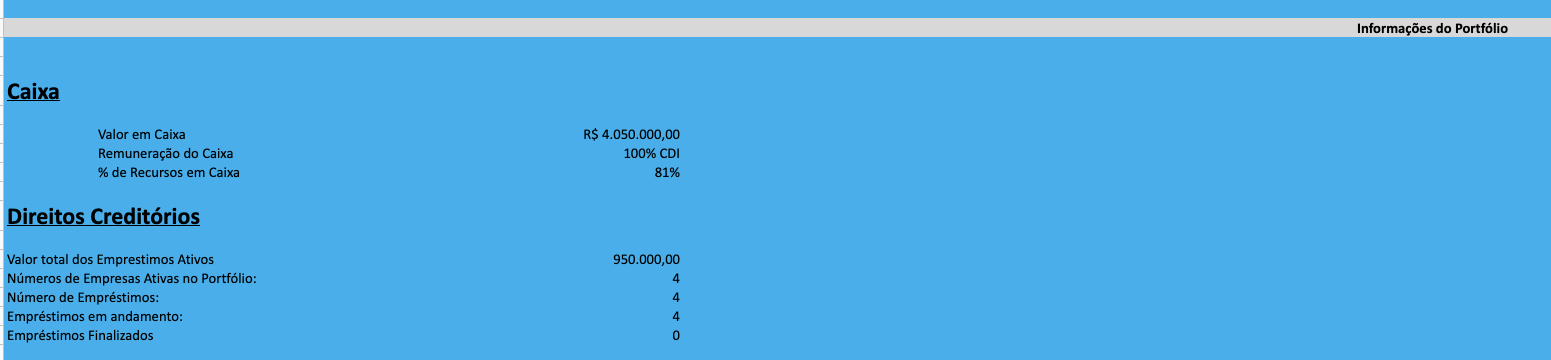 Informações do Portfólio
Caixa
Valor em Caixa R$ 4.050.000,00
Remuneração do Caixa 100% CDI
% de Recursos em Caixa 81%
Direitos Creditórios
Valor total dos Emprestimos Ativos 950.000,00
Números de Empresas Ativas no Portfólio: 4
Número de Empréstimos: 4
Empréstimos em andamento: 4
Empréstimos Finalizados 0